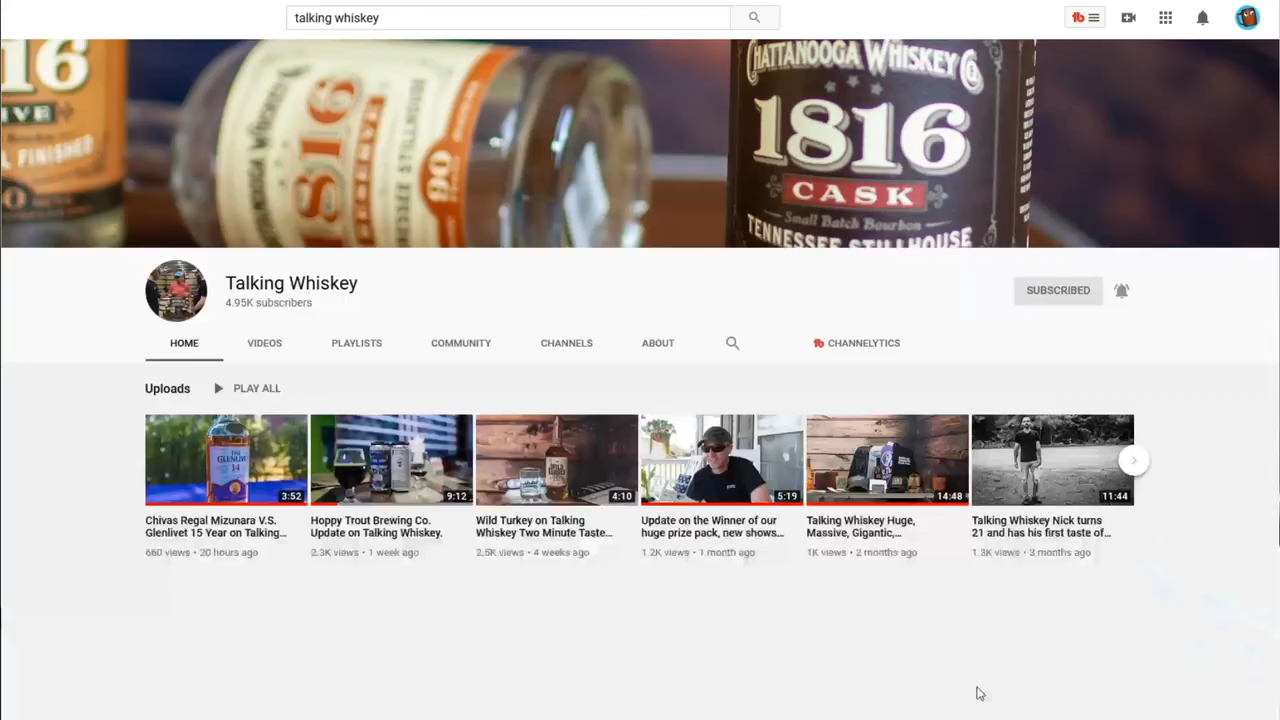 talking whiskey
16
1816
RESERVE
90
CHATTANOOGA WHISKEY Co
1816
CASK
Small Batch Bourbon
TENNESSEE STILLHOUSE
FINISHED
Talking Whiskey
4.95K subscribers
SUBSCRIBED
HOME
VIDEOS
PLAYLISTS
COMMUNITY
CHANNELS
ABOUT
tb CHANNELYTICS
Uploads
PLAY ALL
THE GLENLIVET
14
3:52
9:12
4:10
5:19
14:48
11:44
Chivas Regal Mizunara V.S.
Glenlivet 15 Year on Talking...
660 views • 20 hours ago
Hoppy Trout Brewing Co.
Update on Talking Whiskey.
2.3K views • 1 week ago
Wild Turkey on Talking
Whiskey Two Minute Taste...
2.5K views • 4 weeks ago
Update on the Winner of our
huge prize pack, new shows...
1.2K views • 1 month ago
Talking Whiskey Huge,
Massive, Gigantic,...
1K views • 2 months ago
Talking Whiskey Nick turns
21 and has his first taste of...
1.3K views • 3 months ago